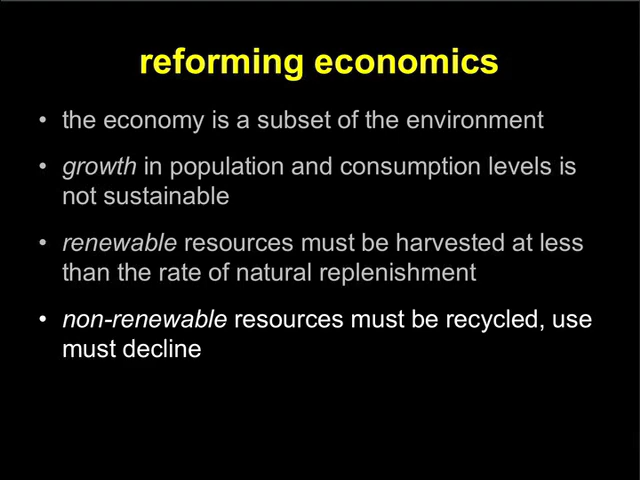 reforming economics
• the economy is a subset of the environment
• growth in population and consumption levels is
not sustainable
• renewable resources must be harvested at less
than the rate of natural replenishment
• non-renewable resources must be recycled, use
must decline